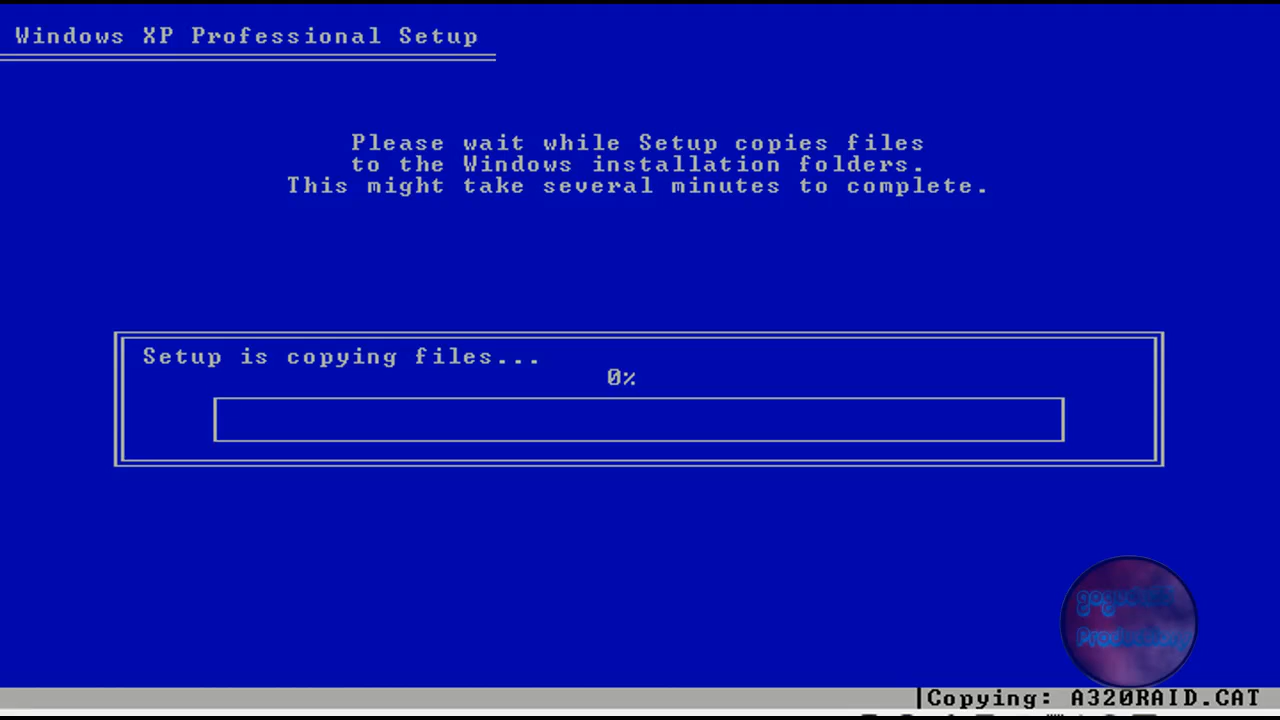 Windows XP Professional Setup
Please wait while Setup copies files
to the Windows installation folders.
This might take several minutes to complete.
Setup is copying files...
0%
|Copying: A320RAID.CAT